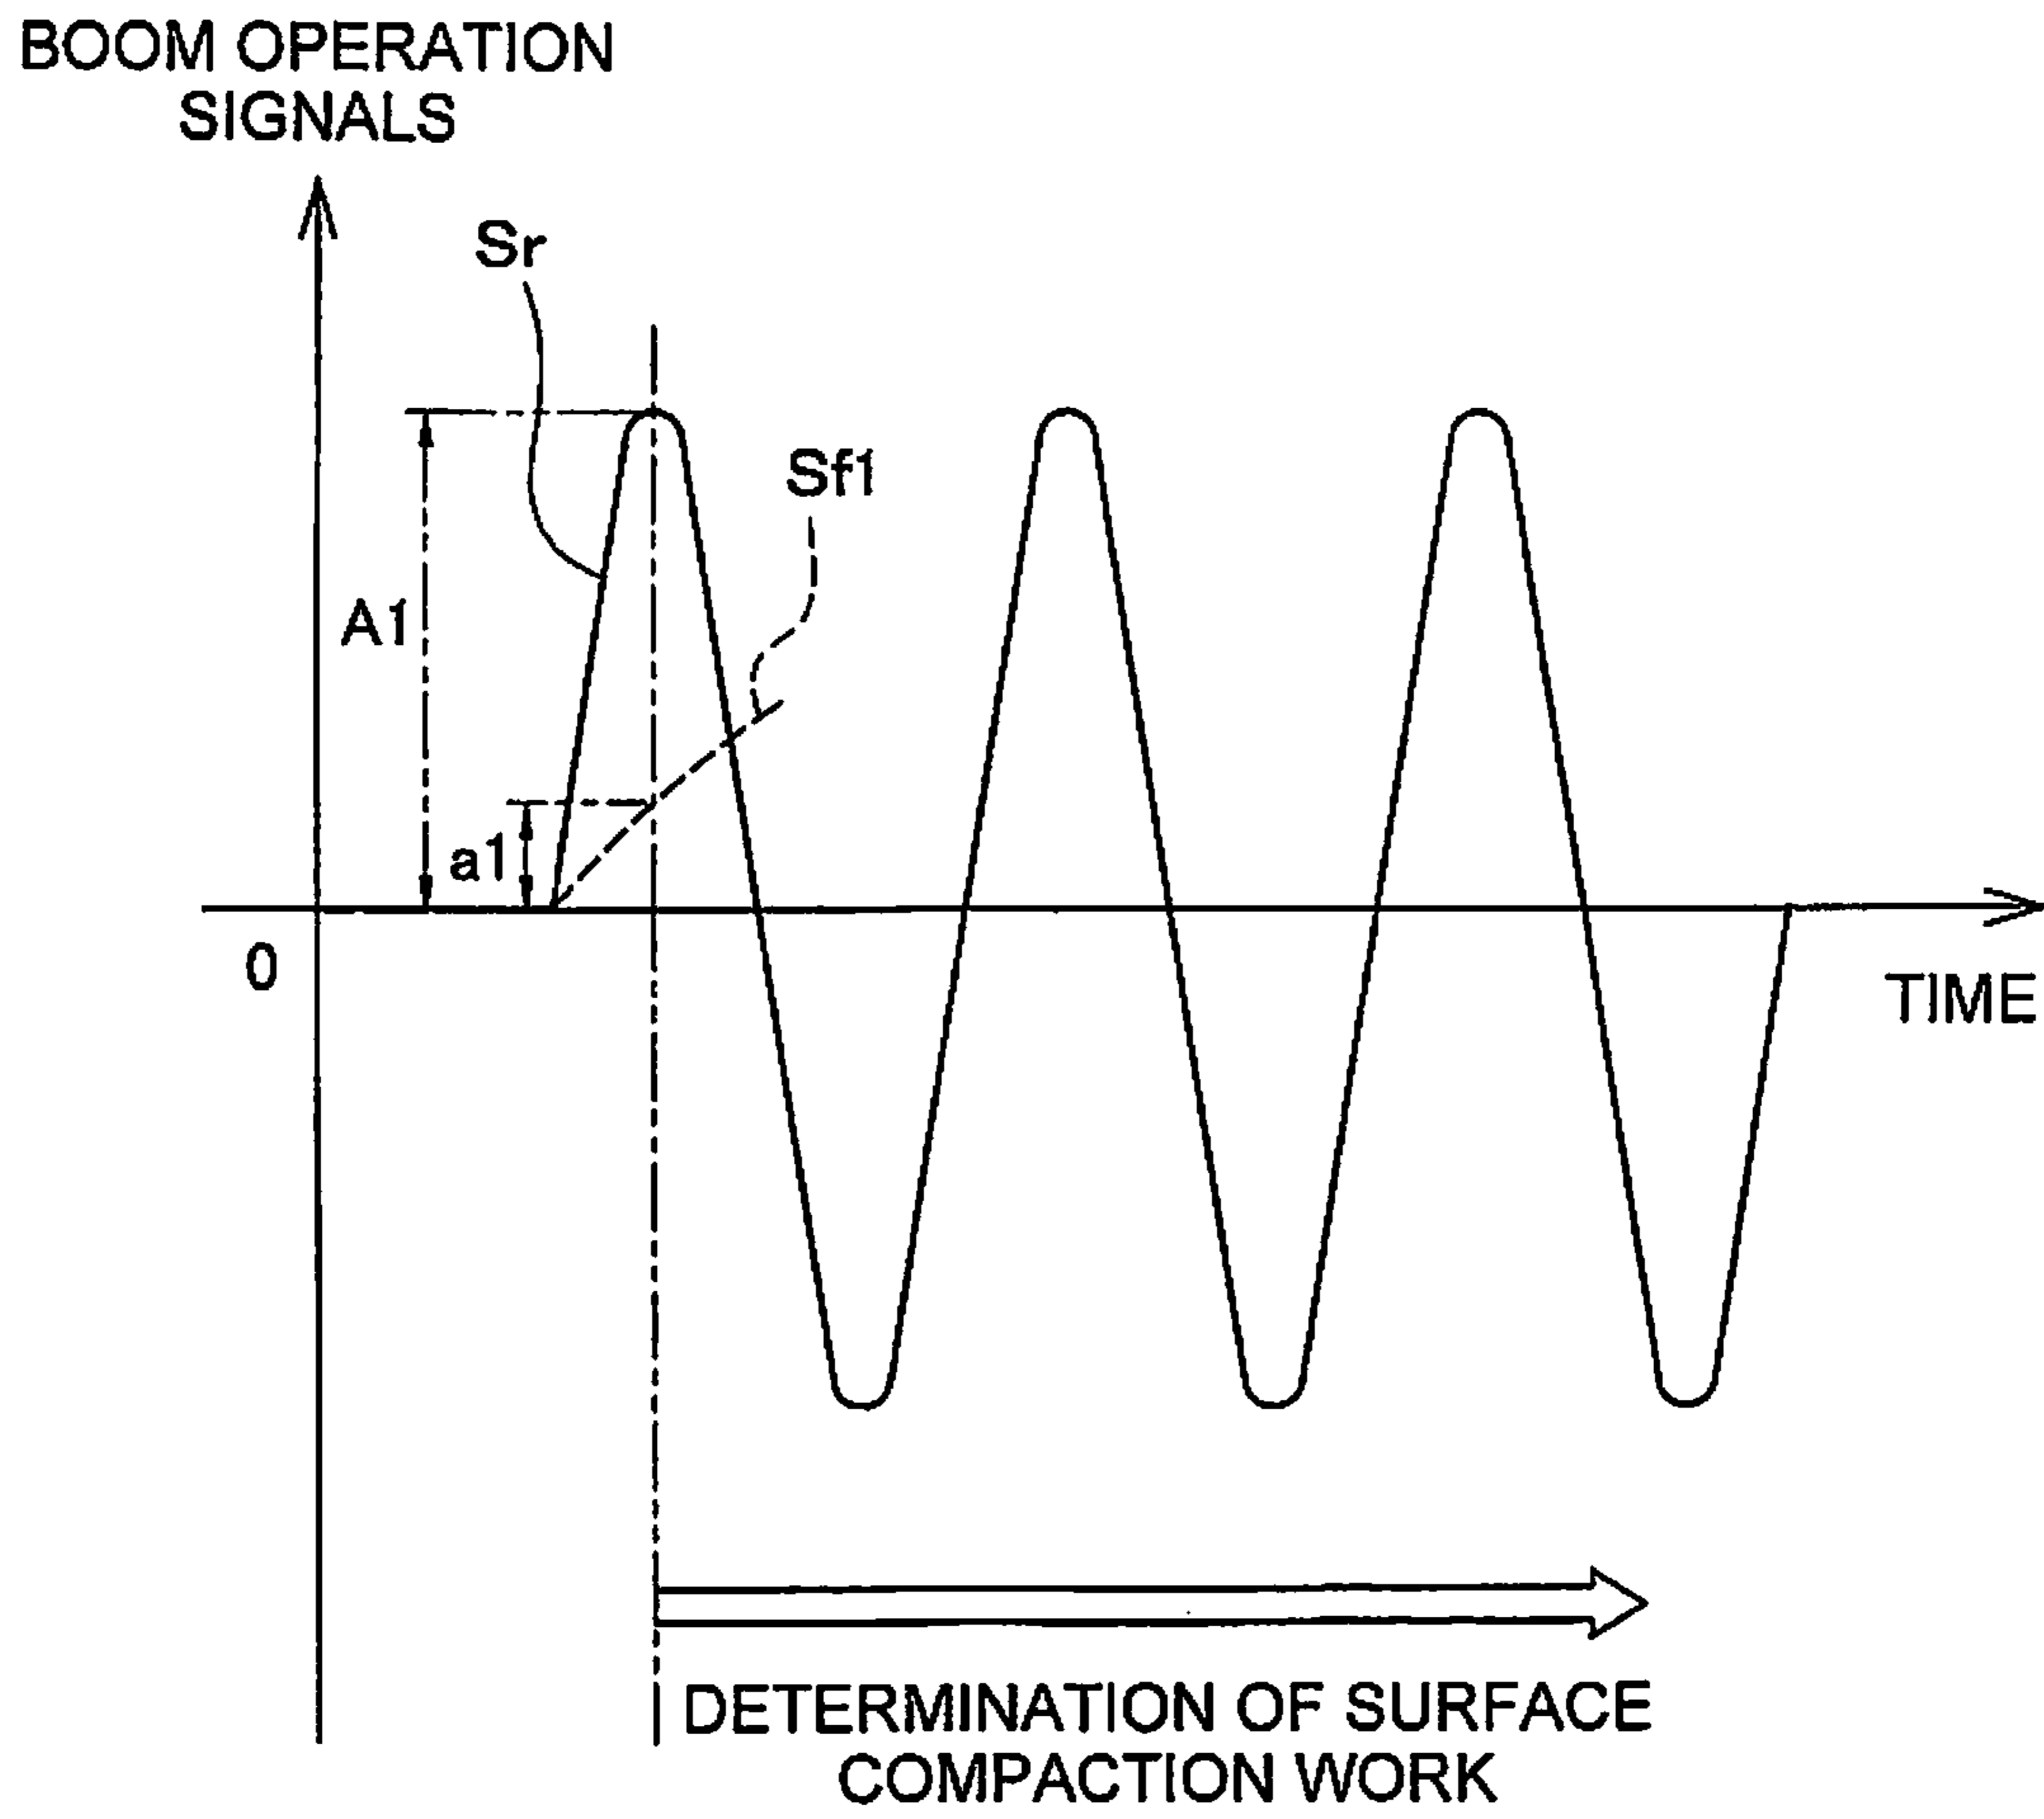 BOOM OPERATION
SIGNALS
Sr
Sf1
A1
a1
0
TIME
DETERMINATION OF SURFACE
COMPACTION WORK